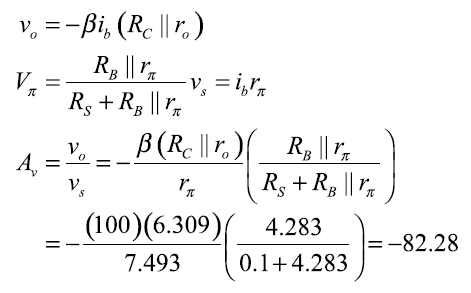 v_o = −βi_b (R_C || r_o)
V_π = (R_B || r_π) / (R_S + R_B || r_π) v_s = i_b r_π
A_v = v_o / v_s = − β(R_C || r_o) / r_π ( (R_B || r_π) / (R_S + R_B || r_π) )
= − (100)(6.309) / 7.493 ( 4.283 / (0.1 + 4.283) ) = −82.28